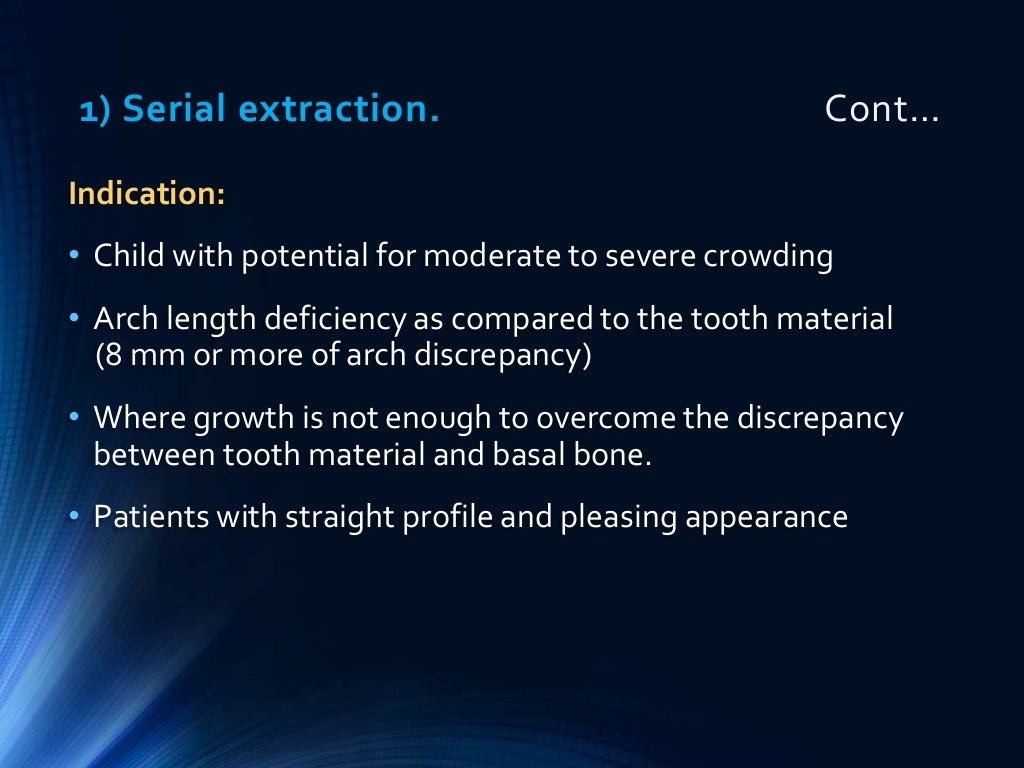 1) Serial extraction. Cont...
Indication:
• Child with potential for moderate to severe crowding
• Arch length deficiency as compared to the tooth material
(8 mm or more of arch discrepancy)
• Where growth is not enough to overcome the discrepancy
between tooth material and basal bone.
• Patients with straight profile and pleasing appearance